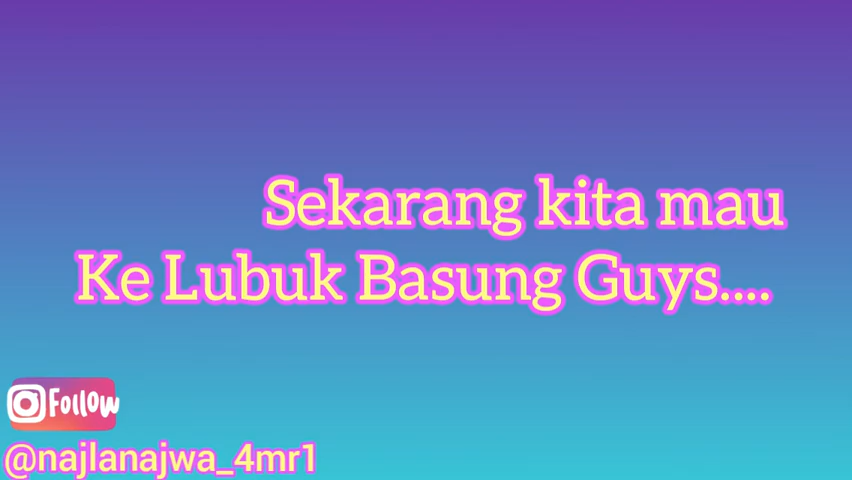 Sekarang kita mau
Ke Lubuk Basung Guys....
Follow
@najlanajwa_4mr1